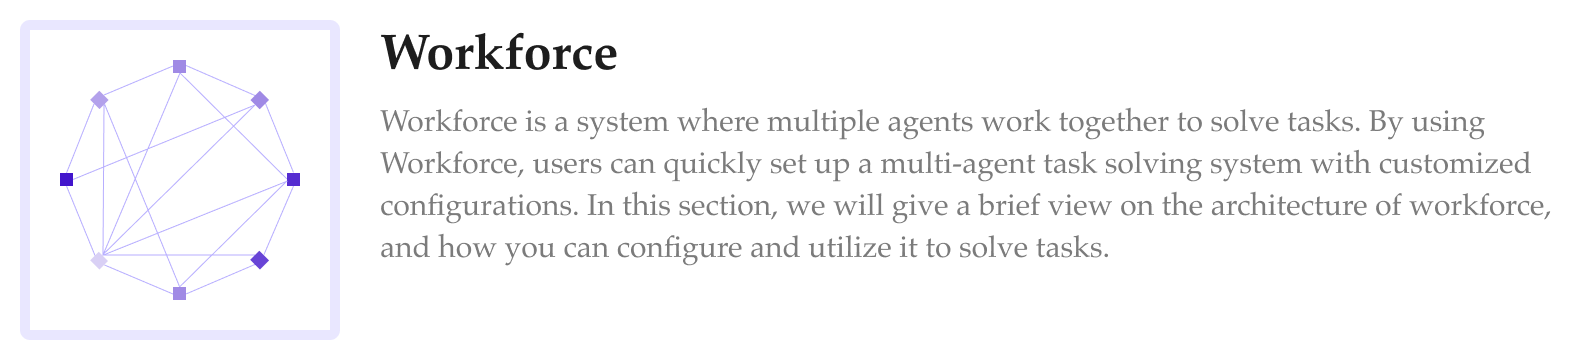 Workforce
Workforce is a system where multiple agents work together to solve tasks. By using
Workforce, users can quickly set up a multi-agent task solving system with customized
configurations. In this section, we will give a brief view on the architecture of workforce,
and how you can configure and utilize it to solve tasks.